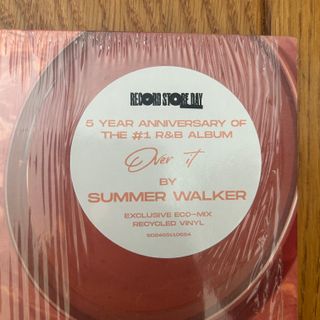 RECORD STORE DAY
5 YEAR ANNIVERSARY OF
THE #1 R&B ALBUM
Over it
BY
SUMMER WALKER
EXCLUSIVE ECO-MIX
RECYCLED VINYL